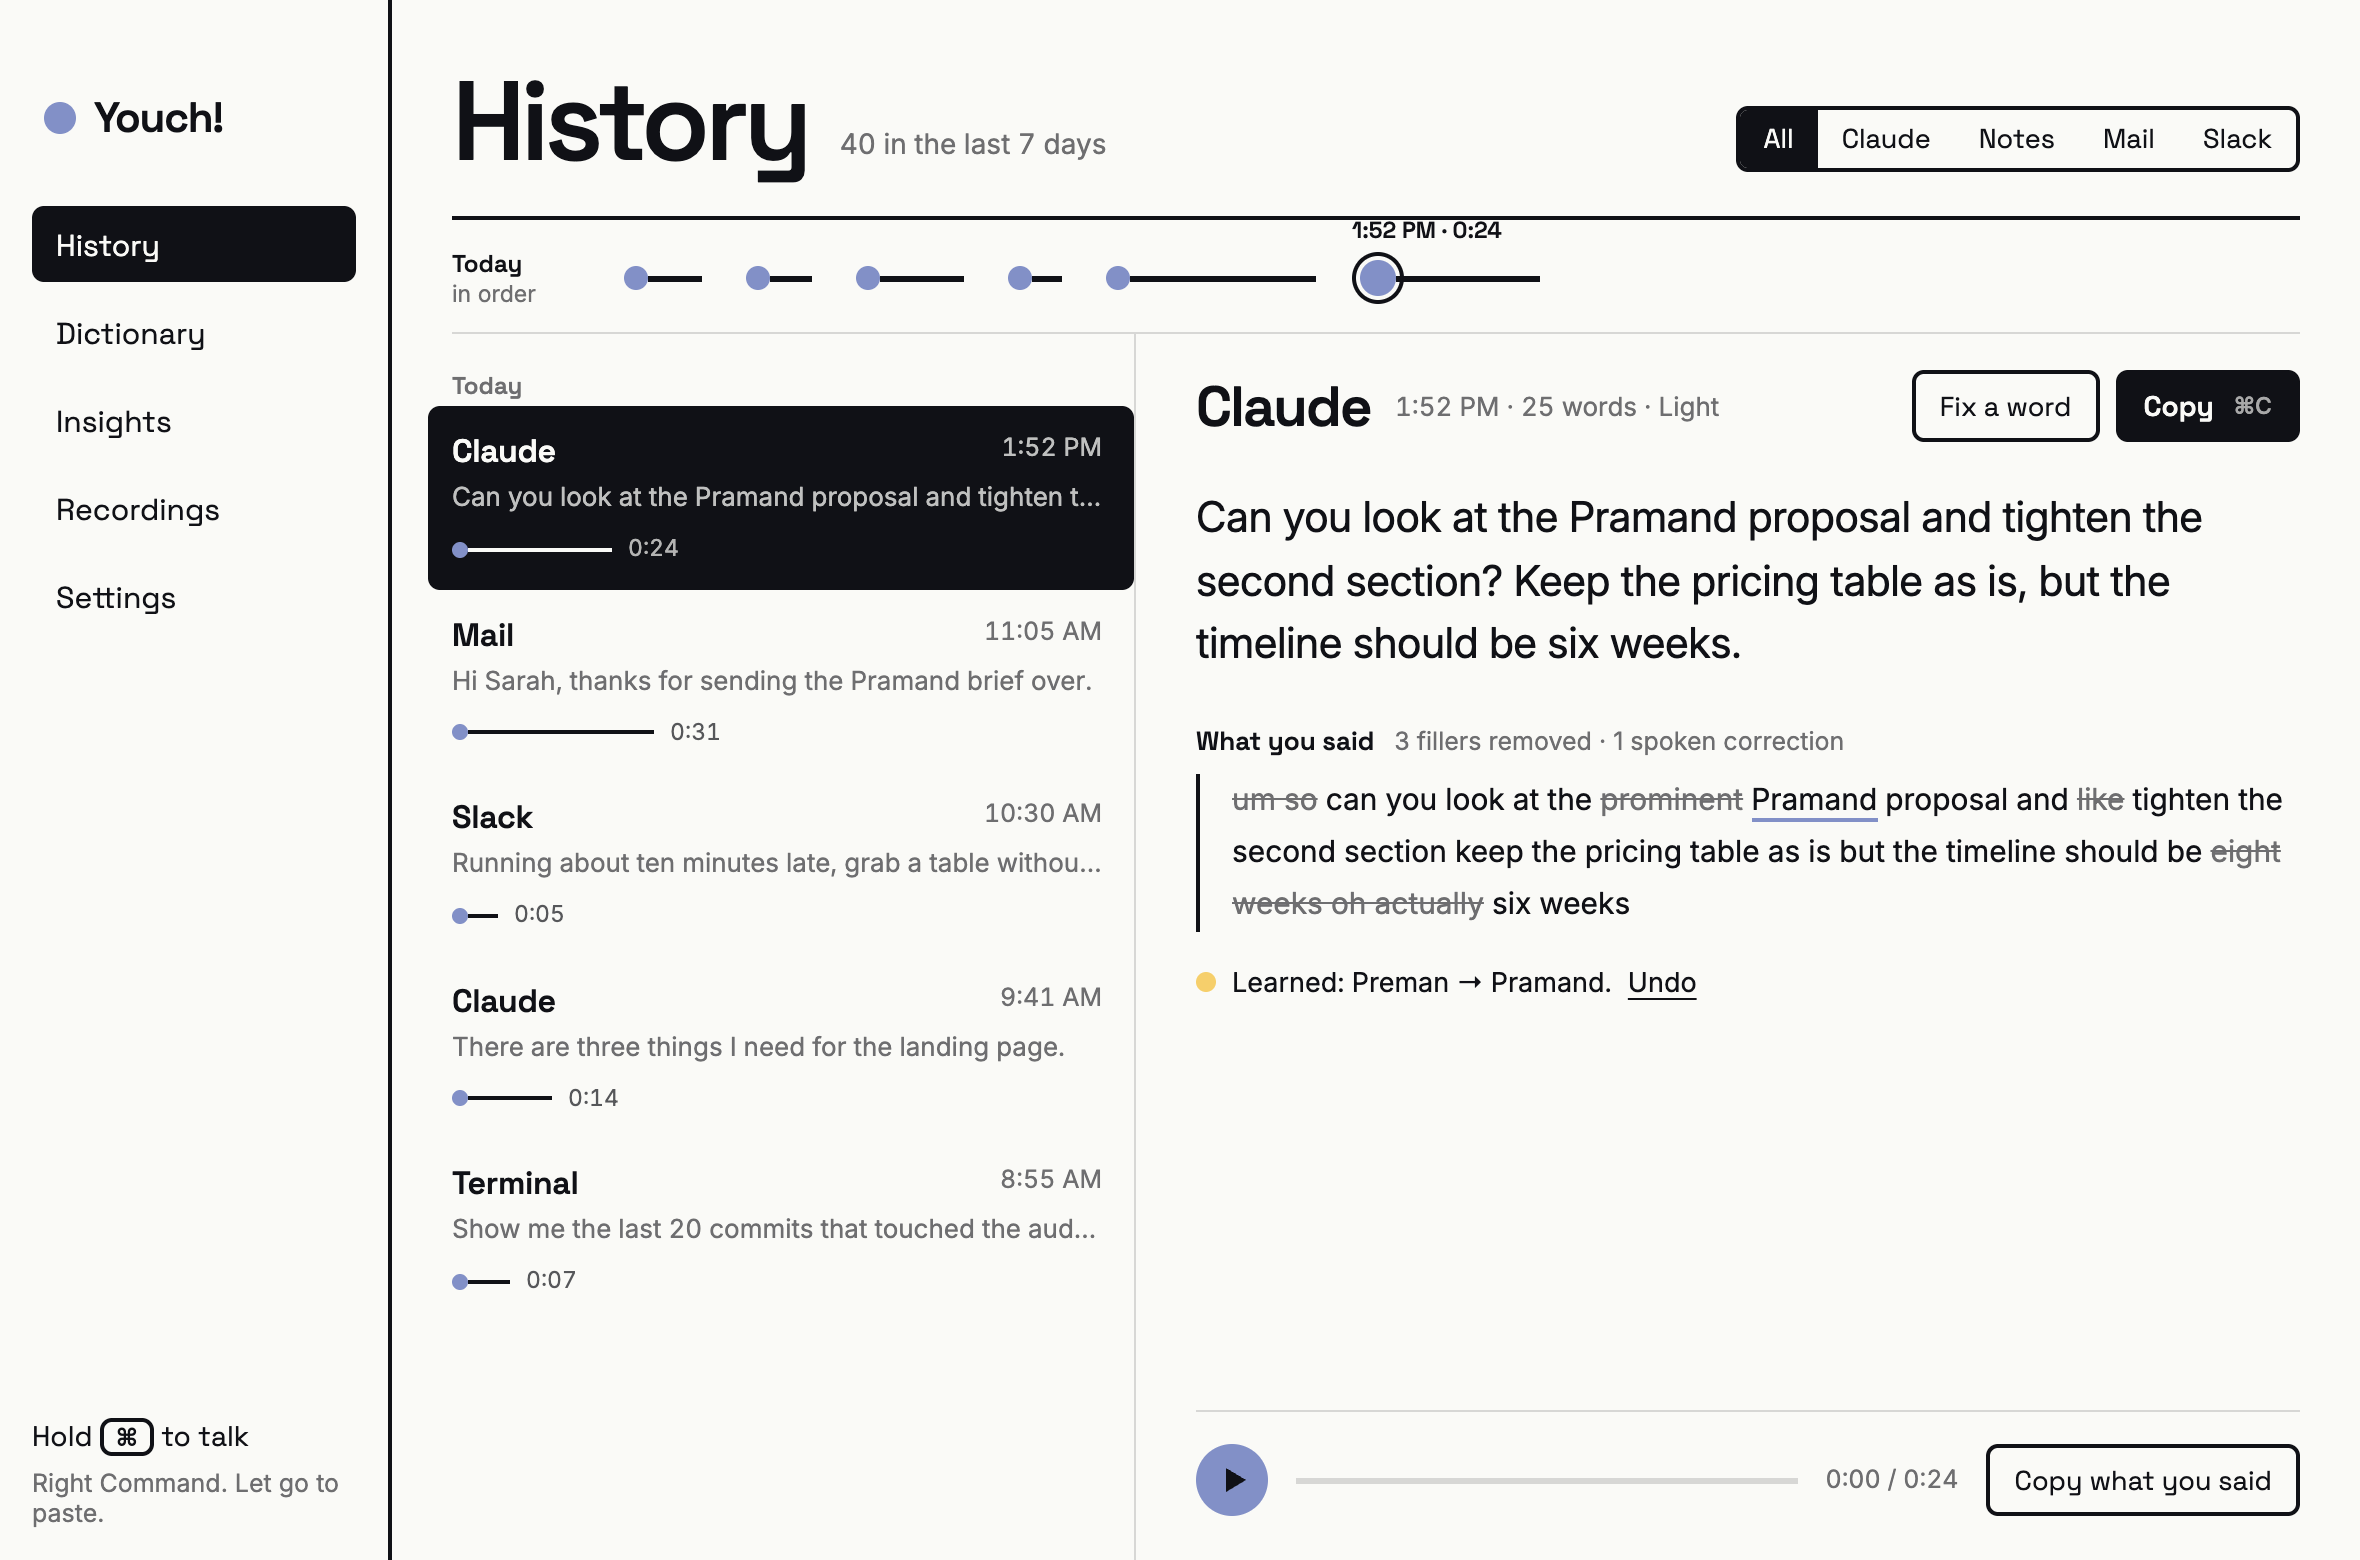 Youch!
History
Dictionary
Insights
Recordings
Settings
Hold ⌘ to talk
Right Command. Let go to
paste.
History 40 in the last 7 days
All Claude Notes Mail Slack
1:52 PM · 0:24
Today
in order
Today
Claude 1:52 PM
Can you look at the Pramand proposal and tighten t...
0:24
Mail 11:05 AM
Hi Sarah, thanks for sending the Pramand brief over.
0:31
Slack 10:30 AM
Running about ten minutes late, grab a table withou...
0:05
Claude 9:41 AM
There are three things I need for the landing page.
0:14
Terminal 8:55 AM
Show me the last 20 commits that touched the aud...
0:07
Claude 1:52 PM · 25 words · Light
Fix a word
Copy ⌘C
Can you look at the Pramand proposal and tighten the
second section? Keep the pricing table as is, but the
timeline should be six weeks.
What you said 3 fillers removed · 1 spoken correction
um so can you look at the prominent Pramand proposal and like tighten the
second section keep the pricing table as is but the timeline should be eight
weeks oh actually six weeks
Learned: Preman → Pramand. Undo
0:00 / 0:24
Copy what you said